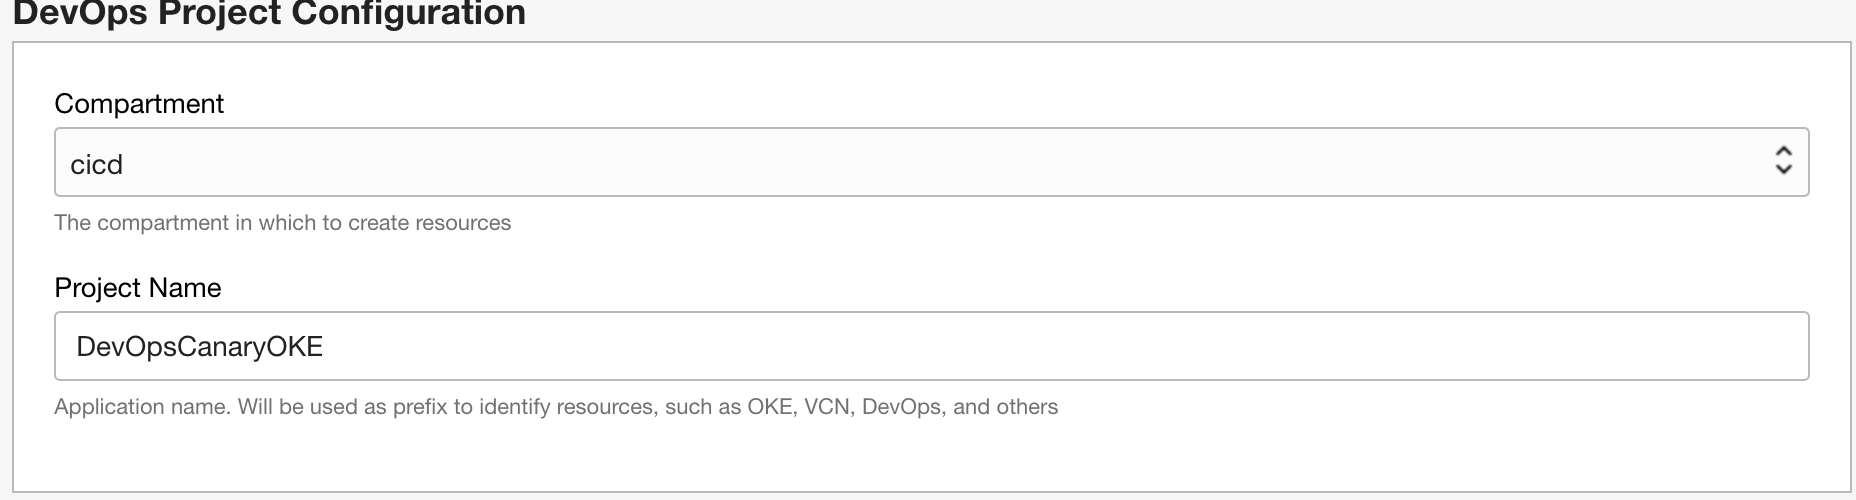 DevOps Project Configuration
Compartment
cicd
The compartment in which to create resources
Project Name
DevOpsCanaryOKE
Application name. Will be used as prefix to identify resources, such as OKE, VCN, DevOps, and others